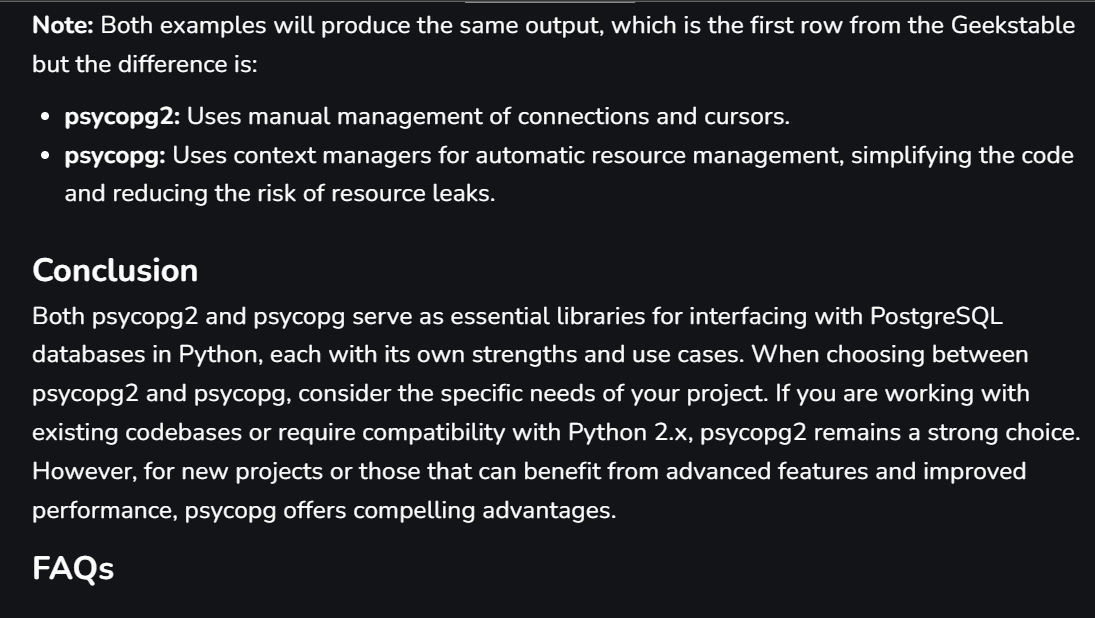 Note: Both examples will produce the same output, which is the first row from the Geekstable
but the difference is:
• psycopg2: Uses manual management of connections and cursors.
• psycopg: Uses context managers for automatic resource management, simplifying the code
and reducing the risk of resource leaks.
Conclusion
Both psycopg2 and psycopg serve as essential libraries for interfacing with PostgreSQL
databases in Python, each with its own strengths and use cases. When choosing between
psycopg2 and psycopg, consider the specific needs of your project. If you are working with
existing codebases or require compatibility with Python 2.x, psycopg2 remains a strong choice.
However, for new projects or those that can benefit from advanced features and improved
performance, psycopg offers compelling advantages.
FAQs